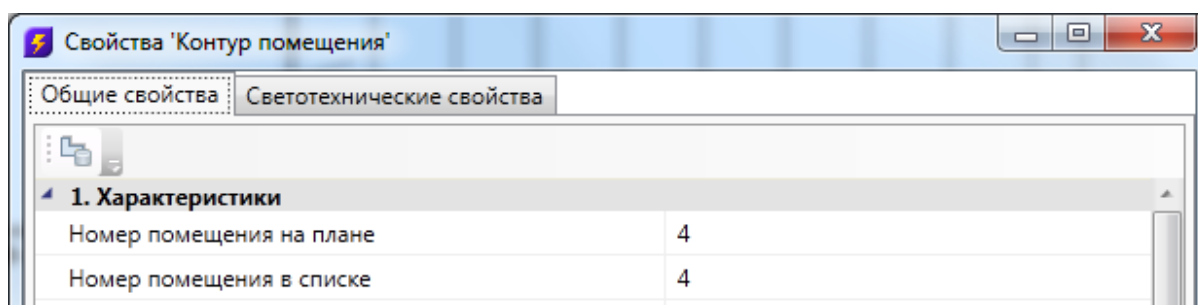 Свойства 'Контур помещения'
Общие свойства Светотехнические свойства
1. Характеристики
Номер помещения на плане 4
Номер помещения в списке 4